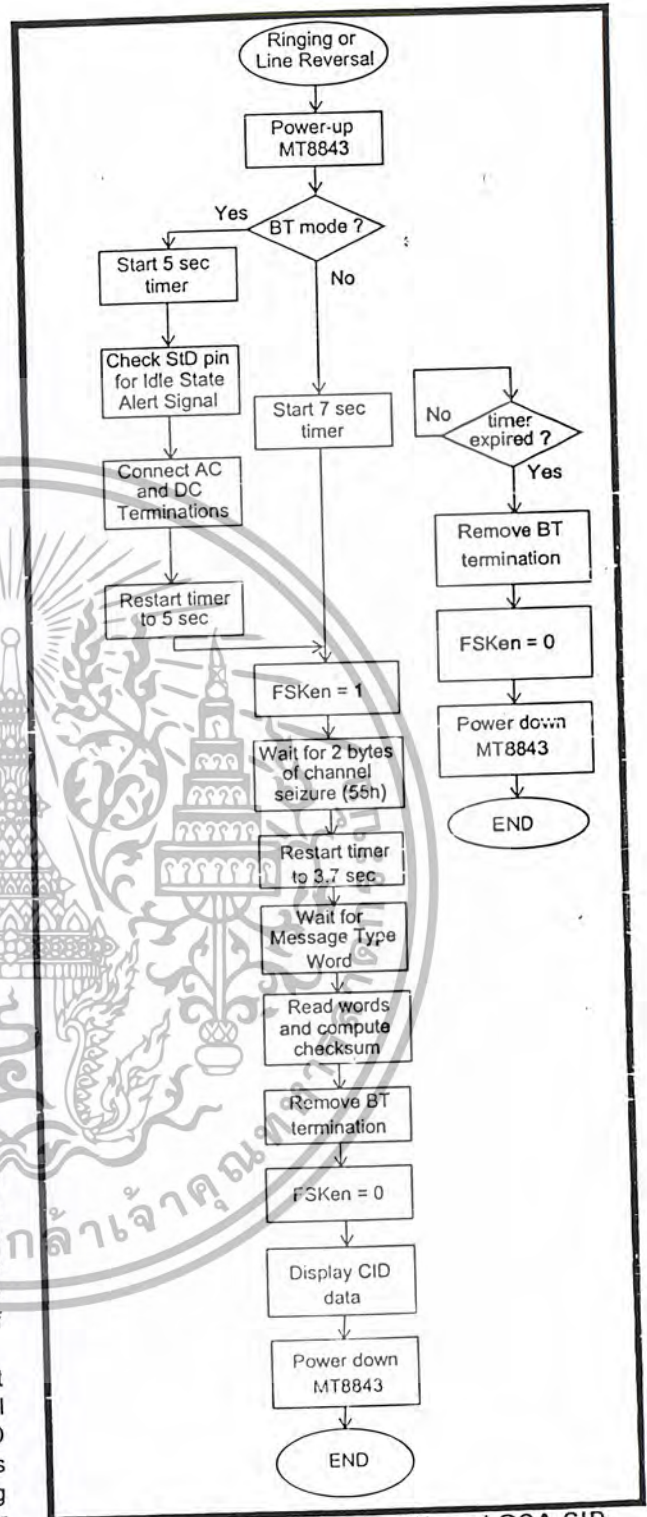 Ringing or
Line Reversal
Power-up
MT8843
BT mode ?
Yes
No
Start 5 sec
timer
Check StD pin
for Idle State
Alert Signal
Connect AC
and DC
Terminations
Restart timer
to 5 sec
Start 7 sec
timer
FSKen = 1
Wait for 2 bytes
of channel
seizure (55h)
Restart timer
to 3.7 sec
Wait for
Message Type
Word
Read words
and compute
checksum
Remove BT
termination
FSKen = 0
Display CID
data
Power down
MT8843
END
timer
expired ?
No
Yes
Remove BT
termination
FSKen = 0
Power down
MT8843
END